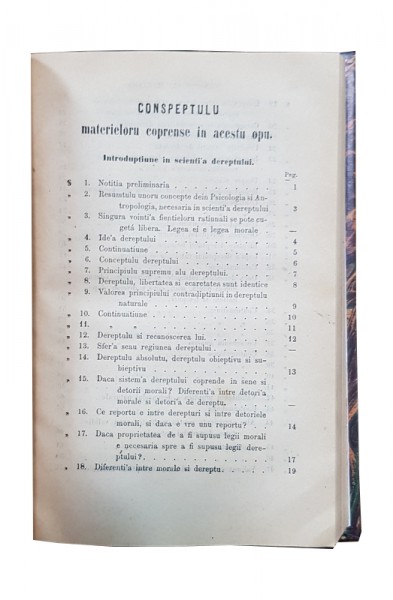 CONSPEPTULU
materieloru coprense in acestu opu.
Introduptiune in scienti'a dereptului.
Pag.
§ 1. Notitia preliminaria . . . . . . . . . 1
" 2. Resumtulu unoru concepte dein Psicologia si An-
tropologia, necesaria in scienti'a dereptului . 3
" 3. Singura vointi'a fientieloru rationali se pote cu-
getá libera. Legea ei e legea morale . . —
" 4. Ide'a dereptului . . . . . . . . . 4
" 5. Continuatiune . . . . . . . . . 5
" 6. Conceptulu dereptului . . . . . . . . 6
" 7. Principiulu supremu alu dereptului. . . . . 7
" 8. Dereptulu, libertatea si ecaretatea sunt identice 8
" 9. Valorea principiului contradiptiunii in dereptulu
naturale . . . . . . . . . 9
" 10. Continuatiune . . . . . . . . . 10
" 11. " " . . . . . . . . . 11
" 12. Dereptulu si recanoscerea lui. . . . . . 12
" 13. Sfer'a seau regiunea dereptului . . . . . —
" 14. Dereptulu absolutu, dereptulu obieptivu si su-
bieptiva . . . . . . . . . 13
" 15. Daca sistem'a dereptului coprende in sene si
detorii morali? Diferenti'a intre detori'a
morale si detori'a de dereptu. . . . . —
" 16. Ce reportu e intre derepturi si intre detoriele
morali, si daca e vre unu reportu? . . . 14
" 17. Daca proprietatea de a fi supusu legii morali
e necesaria spre a fi supusu legii dere-
ptului? . . . . . . . . . 17
" 18. Diferenti'a intre morale si dereptu . . . . 19